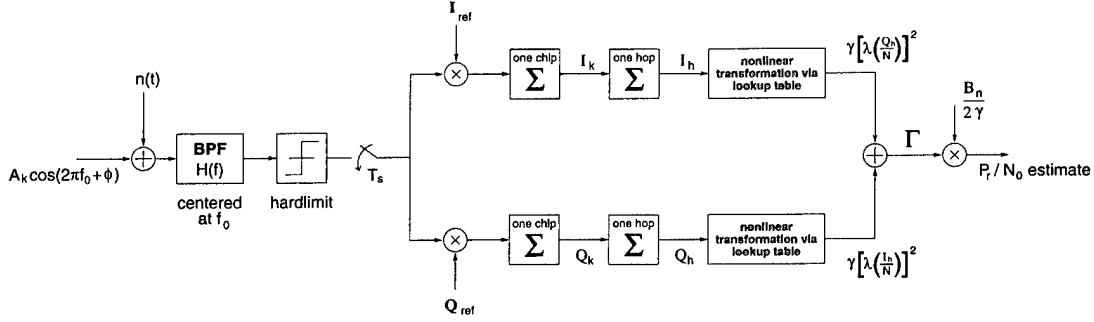 I_ref
one chip
Σ
I_k
one hop
Σ
I_h
nonlinear
transformation via
lookup table
γ[λ(Q_h/N)]²
n(t)
A_k cos(2πf_0+ϕ)
BPF
H(f)
centered
at f_0
hardlimit
T_s
Γ
B_n
2 γ
P_r / N_0 estimate
one chip
Σ
Q_k
one hop
Σ
Q_h
nonlinear
transformation via
lookup table
γ[λ(I_h/N)]²
Q_ref